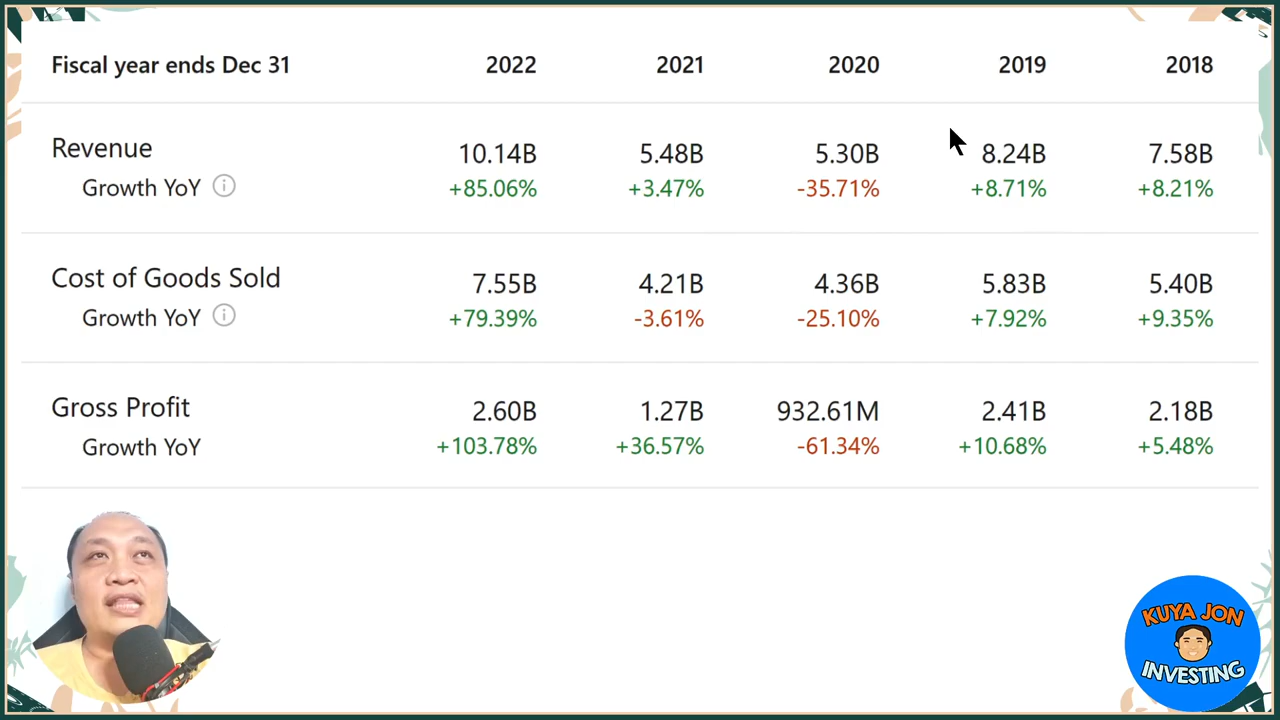 Fiscal year ends Dec 31 2022 2021 2020 2019 2018
Revenue 10.14B 5.48B 5.30B 8.24B 7.58B
Growth YoY +85.06% +3.47% -35.71% +8.71% +8.21%
Cost of Goods Sold 7.55B 4.21B 4.36B 5.83B 5.40B
Growth YoY +79.39% -3.61% -25.10% +7.92% +9.35%
Gross Profit 2.60B 1.27B 932.61M 2.41B 2.18B
Growth YoY +103.78% +36.57% -61.34% +10.68% +5.48%
KUYA JON
INVESTING